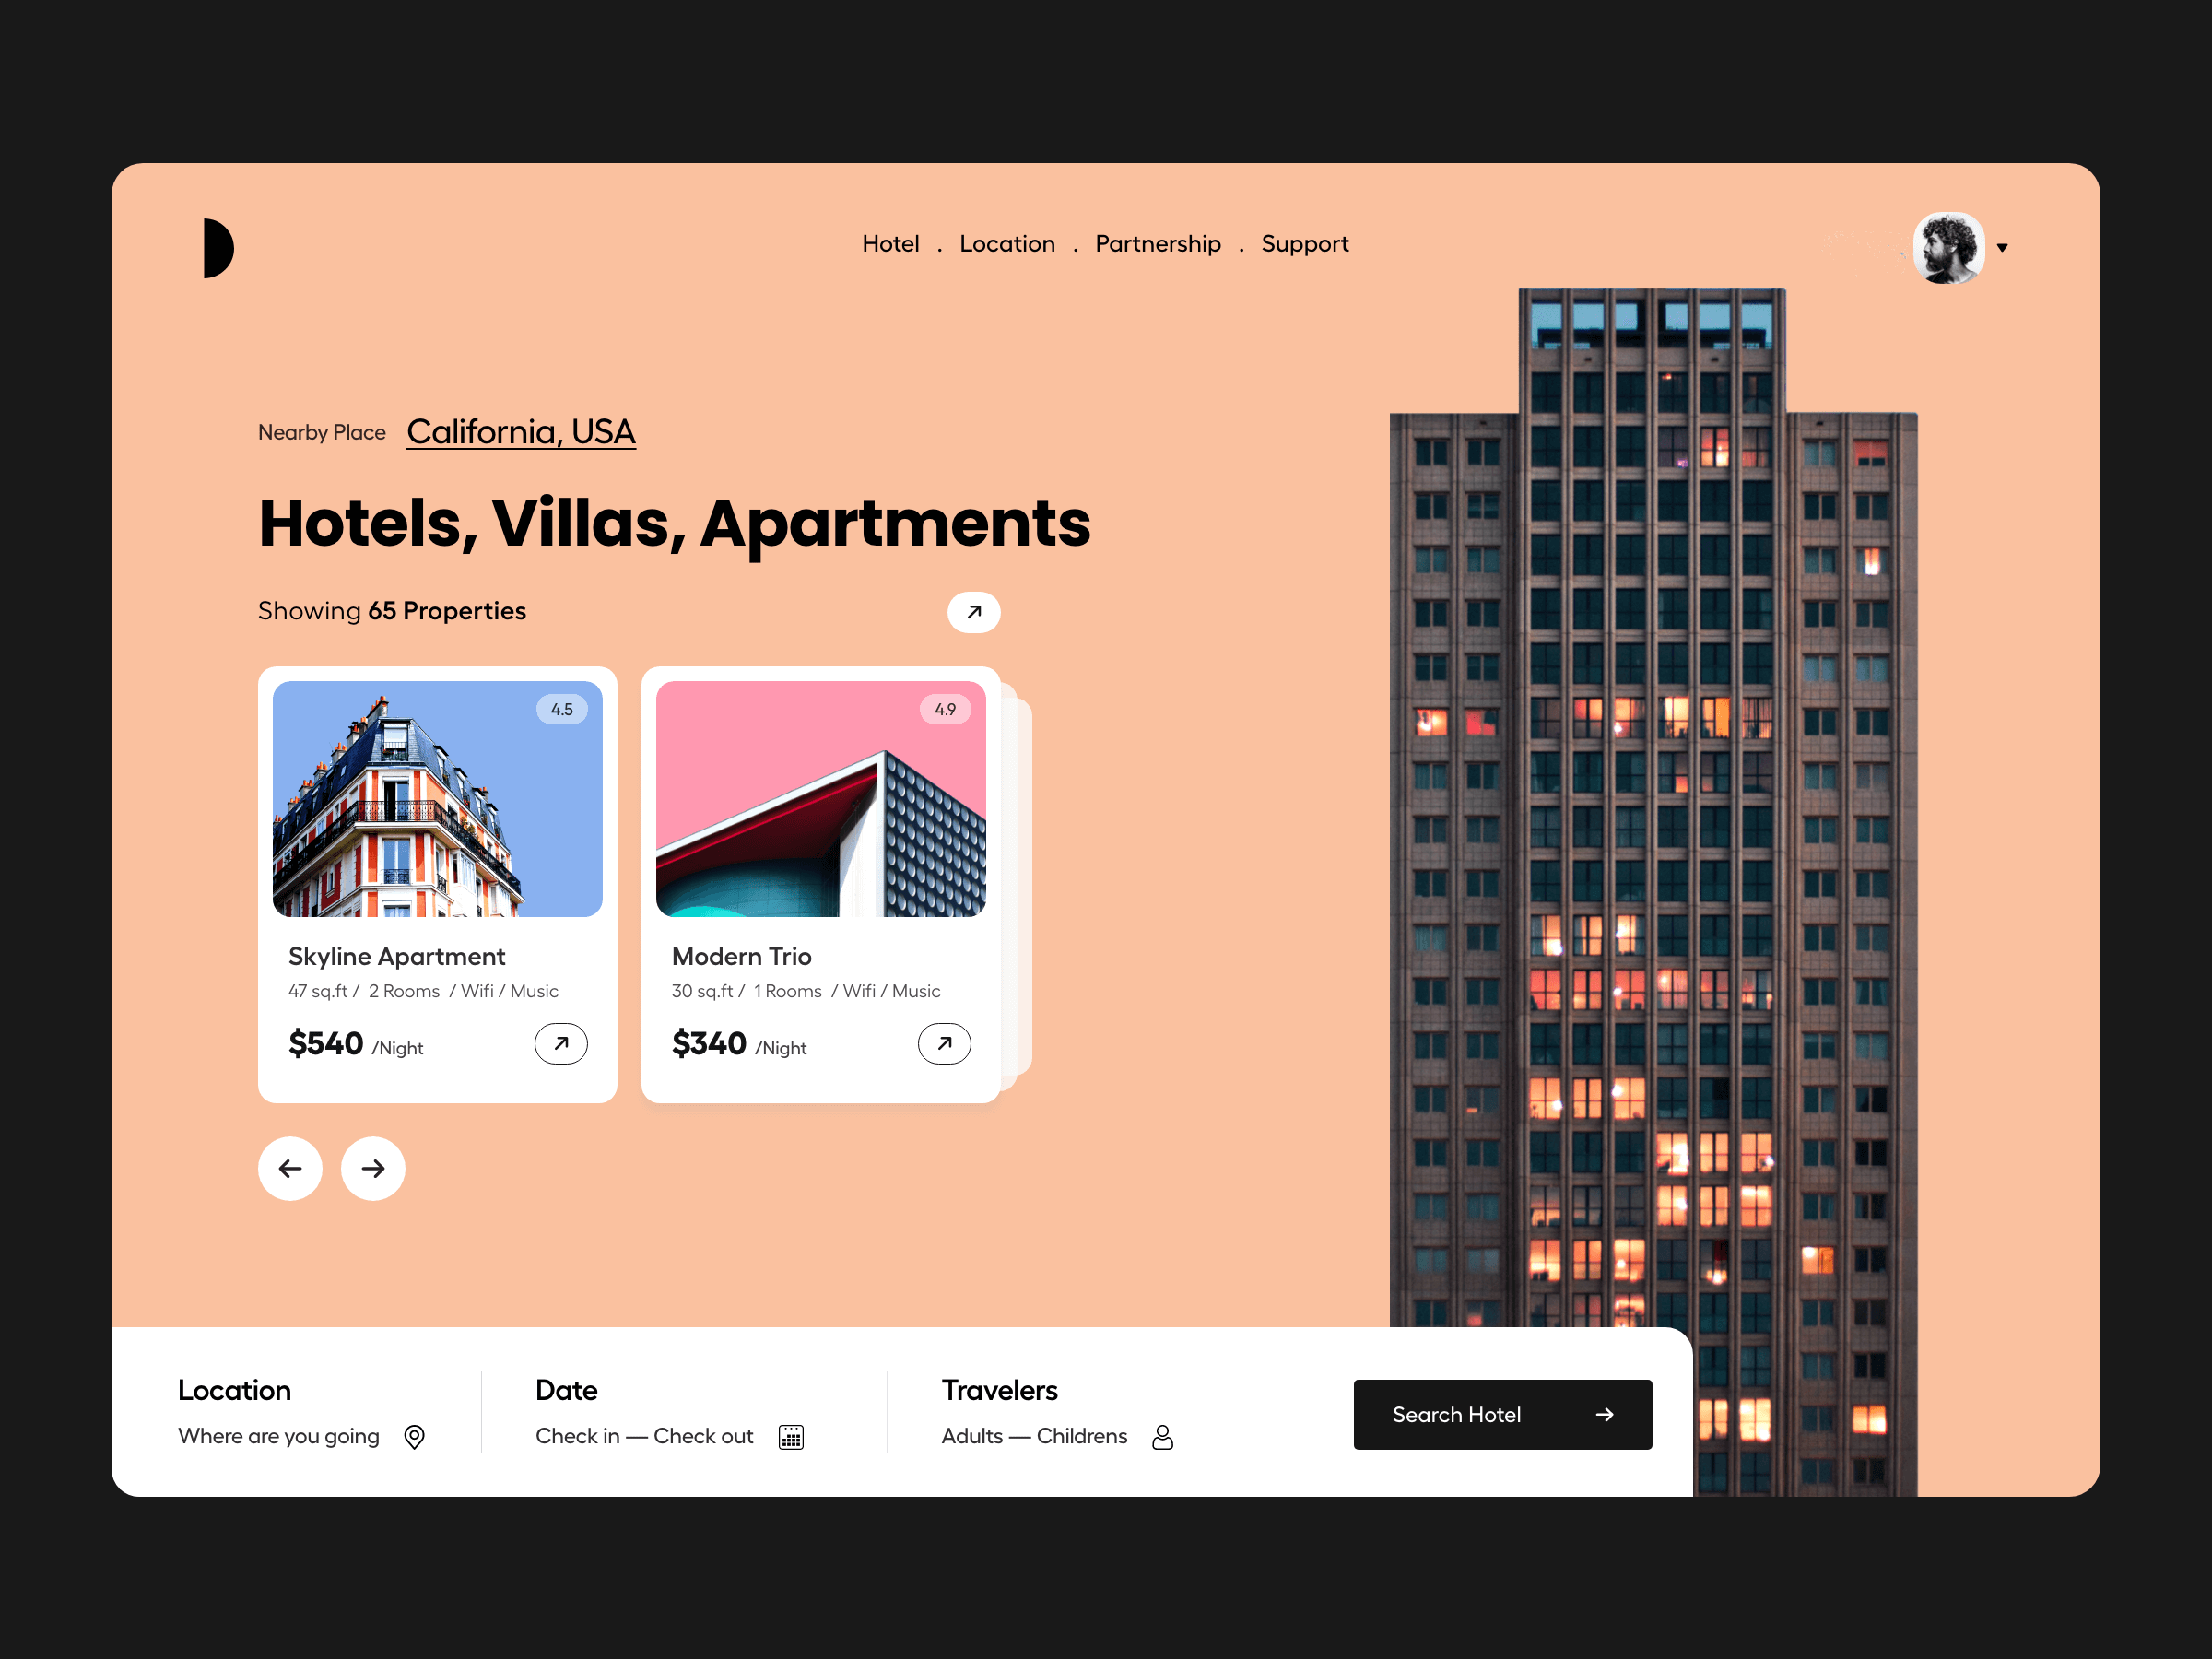 Hotel . Location . Partnership . Support
Nearby Place California, USA
Hotels, Villas, Apartments
Showing 65 Properties
4.5
Skyline Apartment
47 sq.ft / 2 Rooms / Wifi / Music
$540 /Night
4.9
Modern Trio
30 sq.ft / 1 Rooms / Wifi / Music
$340 /Night
Location
Where are you going
Date
Check in — Check out
Travelers
Adults — Childrens
Search Hotel